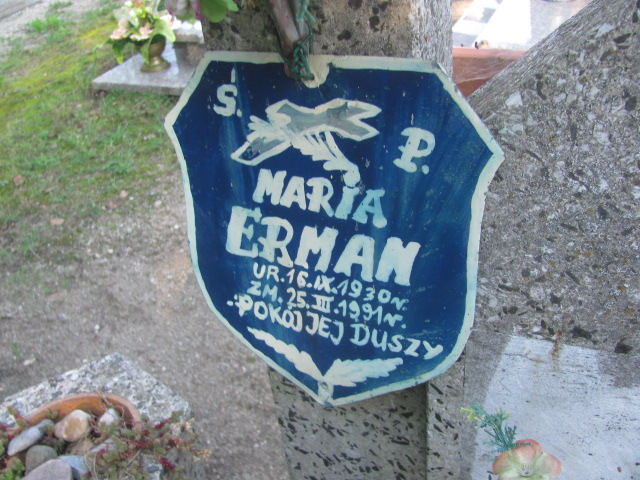 Ś. P.
MARIA
ERMAN
UR. 16. IX. 1930 r.
ZM. 25. III. 1991 r.
POKÓJ JEJ DUSZY